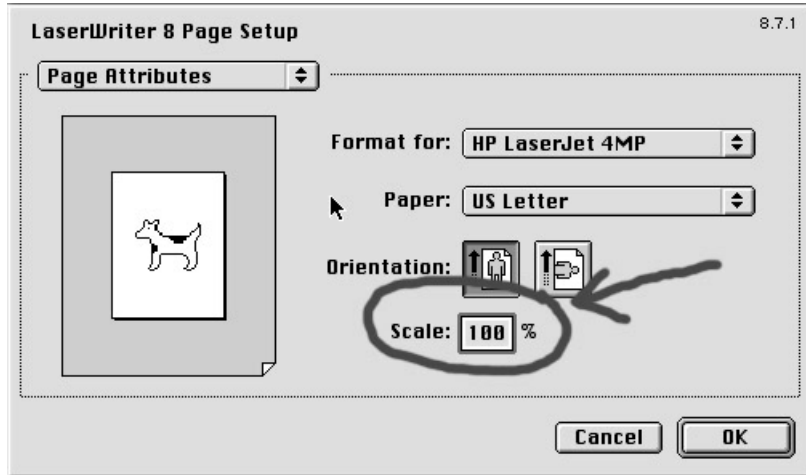 LaserWriter 8 Page Setup 8.7.1
Page Attributes
Format for: HP LaserJet 4MP
Paper: US Letter
Orientation:
Scale: 100 %
Cancel OK